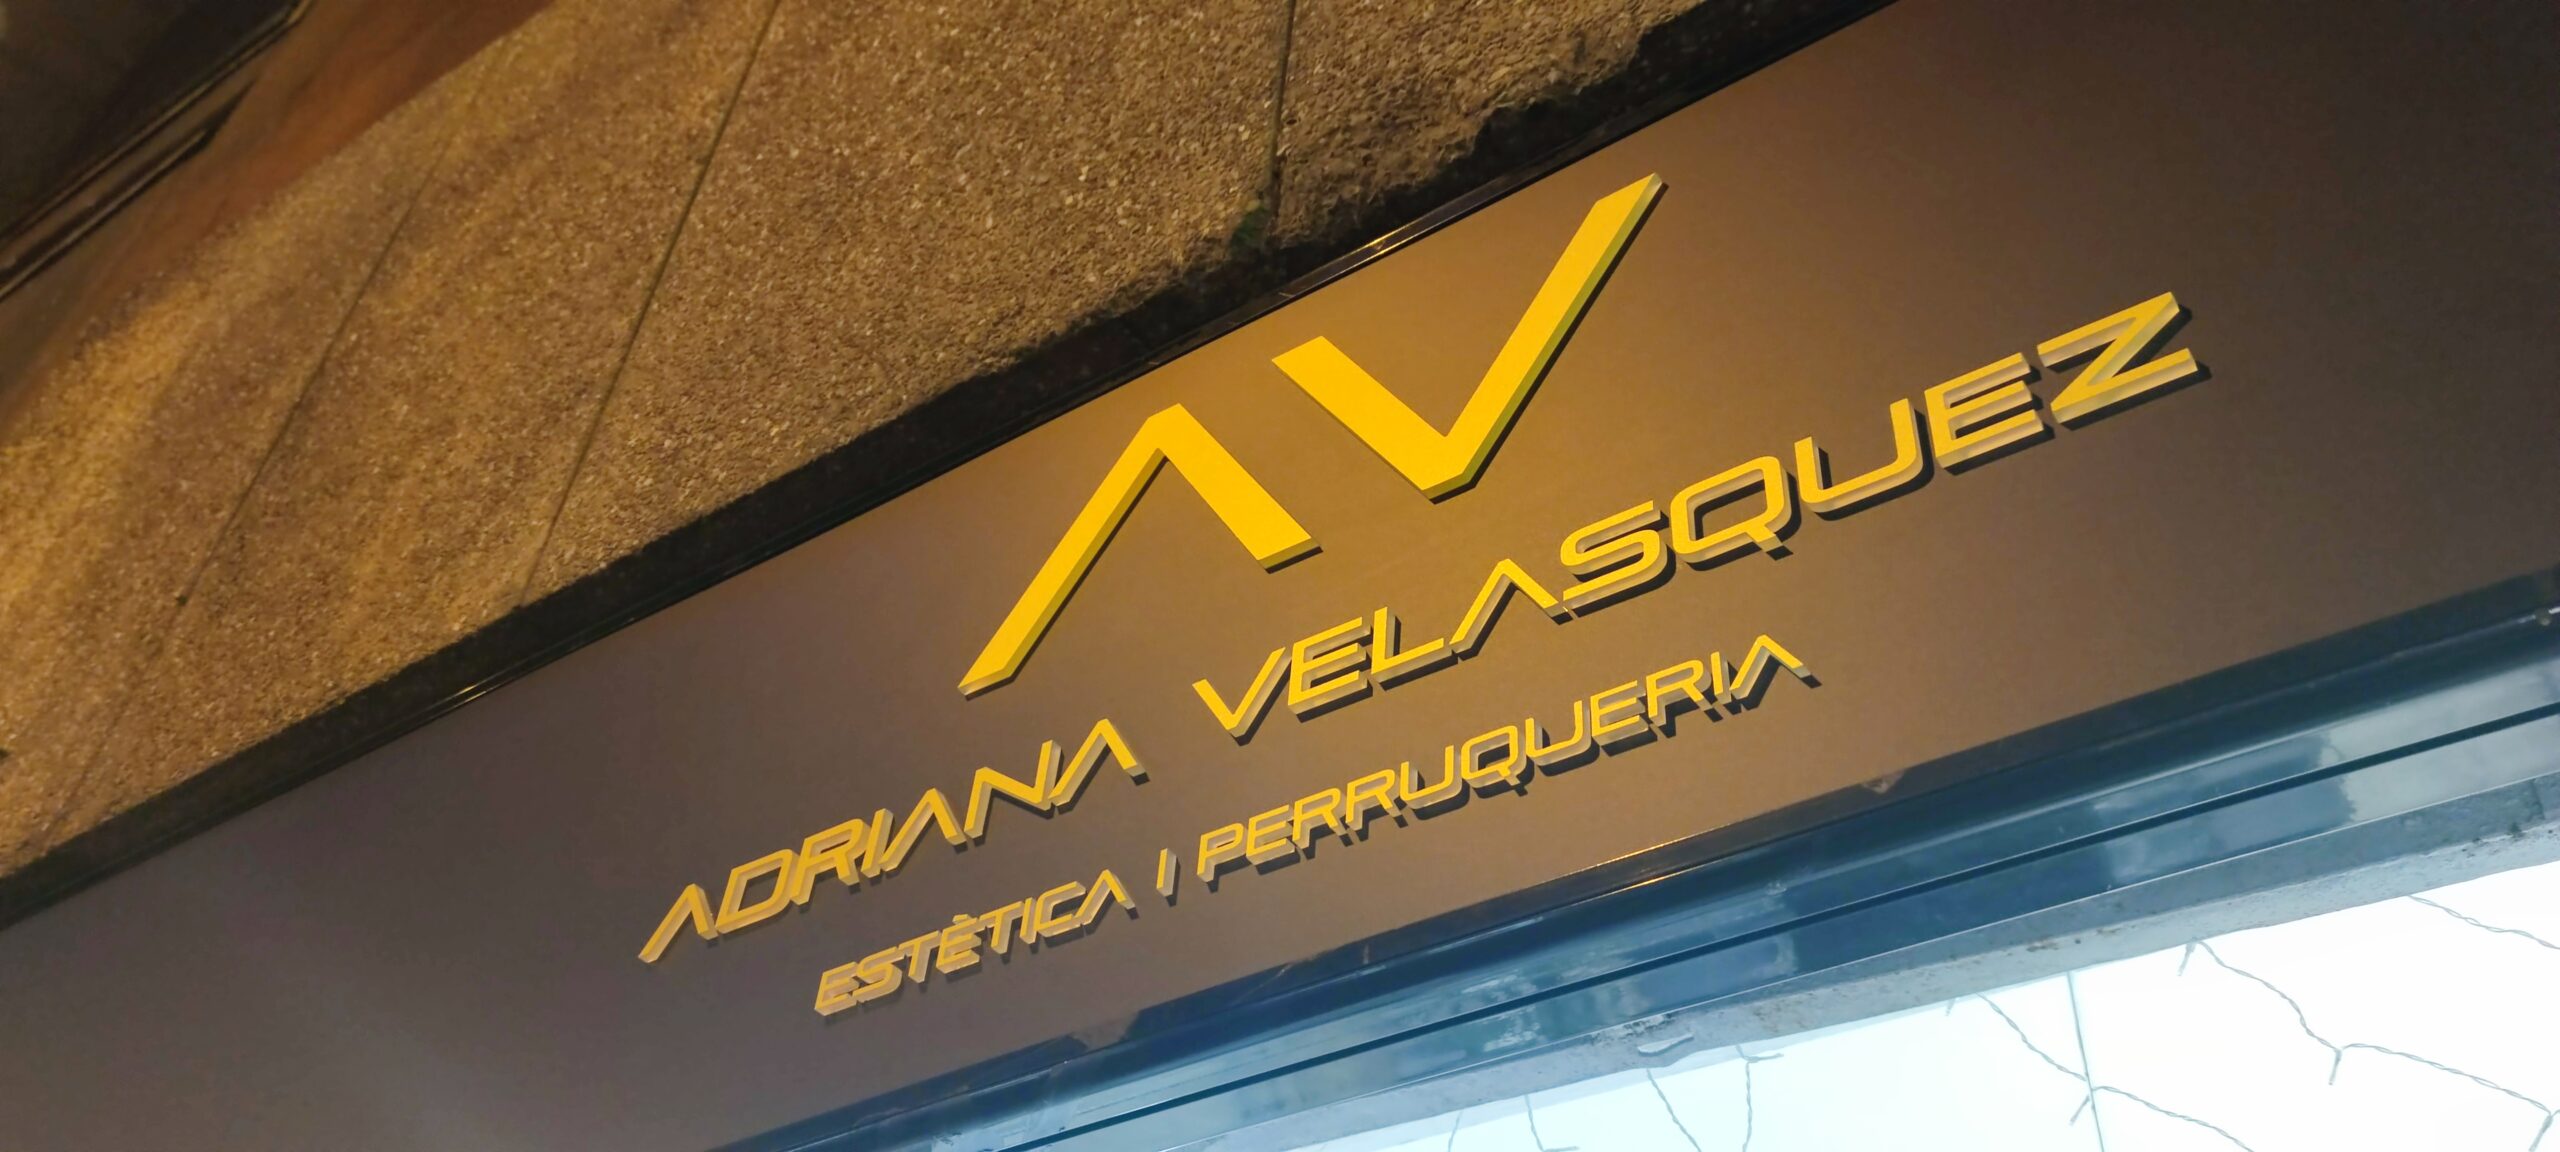 AV
ADRIANA VELASQUEZ
ESTÈTICA I PERRUQUERIA